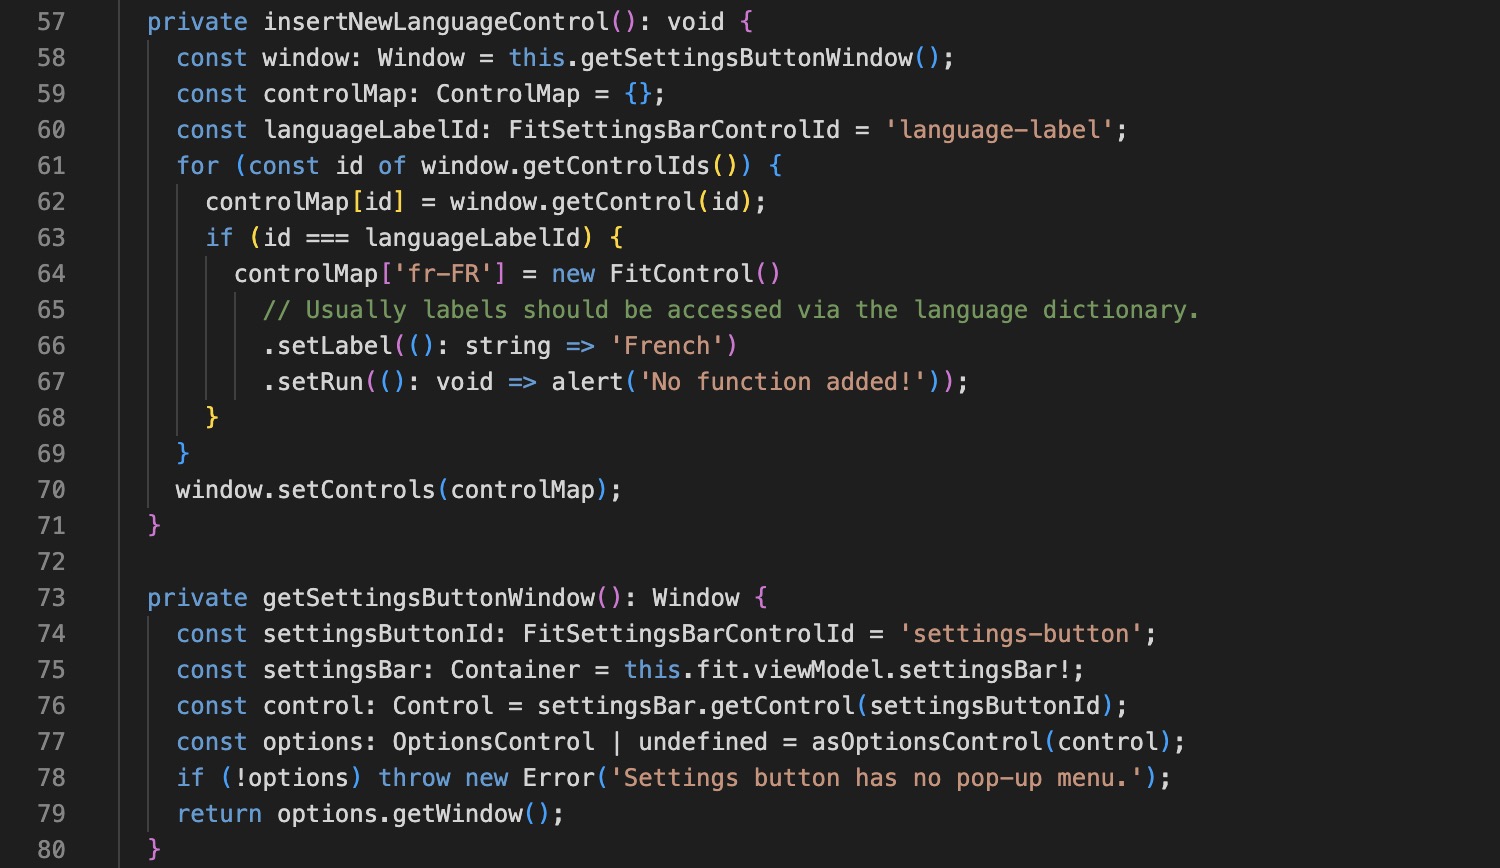 57 private insertNewLanguageControl(): void {
58 const window: Window = this.getSettingsButtonWindow();
59 const controlMap: ControlMap = {};
60 const languageLabelId: FitSettingsBarControlId = 'language-label';
61 for (const id of window.getControlIds()) {
62 controlMap[id] = window.getControl(id);
63 if (id === languageLabelId) {
64 controlMap['fr-FR'] = new FitControl()
65 // Usually labels should be accessed via the language dictionary.
66 .setLabel((): string => 'French')
67 .setRun((): void => alert('No function added!'));
68 }
69 }
70 window.setControls(controlMap);
71 }
72
73 private getSettingsButtonWindow(): Window {
74 const settingsButtonId: FitSettingsBarControlId = 'settings-button';
75 const settingsBar: Container = this.fit.viewModel.settingsBar!;
76 const control: Control = settingsBar.getControl(settingsButtonId);
77 const options: OptionsControl | undefined = asOptionsControl(control);
78 if (!options) throw new Error('Settings button has no pop-up menu.');
79 return options.getWindow();
80 }